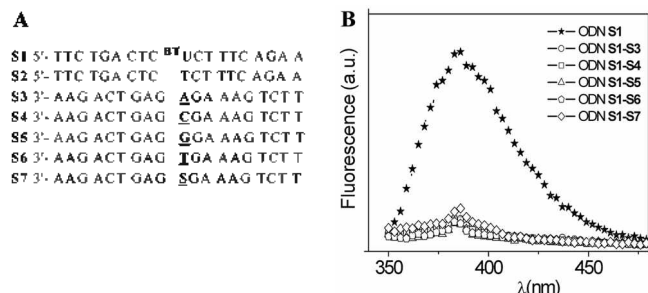 A
S1 5'- TTC TGA CTC BTU CTT TTC AGA A
S2 5'- TTC TGA CTC TCT TTC AGAA
S3 3'- AAG ACT GAG AGA AAG TCT T
S4 3'- AAG ACT GAG CGA AAG TCT T
S5 3'- AAG ACT GAG GGA AAG TCT T
S6 3'- AAG ACT GAG TGA AAG TCT T
S7 3'- AAG ACT GAG SGA AAG TCT T
B
Fluorescence (a.u.)
ODN S1
ODN S1-S3
ODN S1-S4
ODN S1-S5
ODN S1-S6
ODN S1-S7
350 400 450
λ(nm)